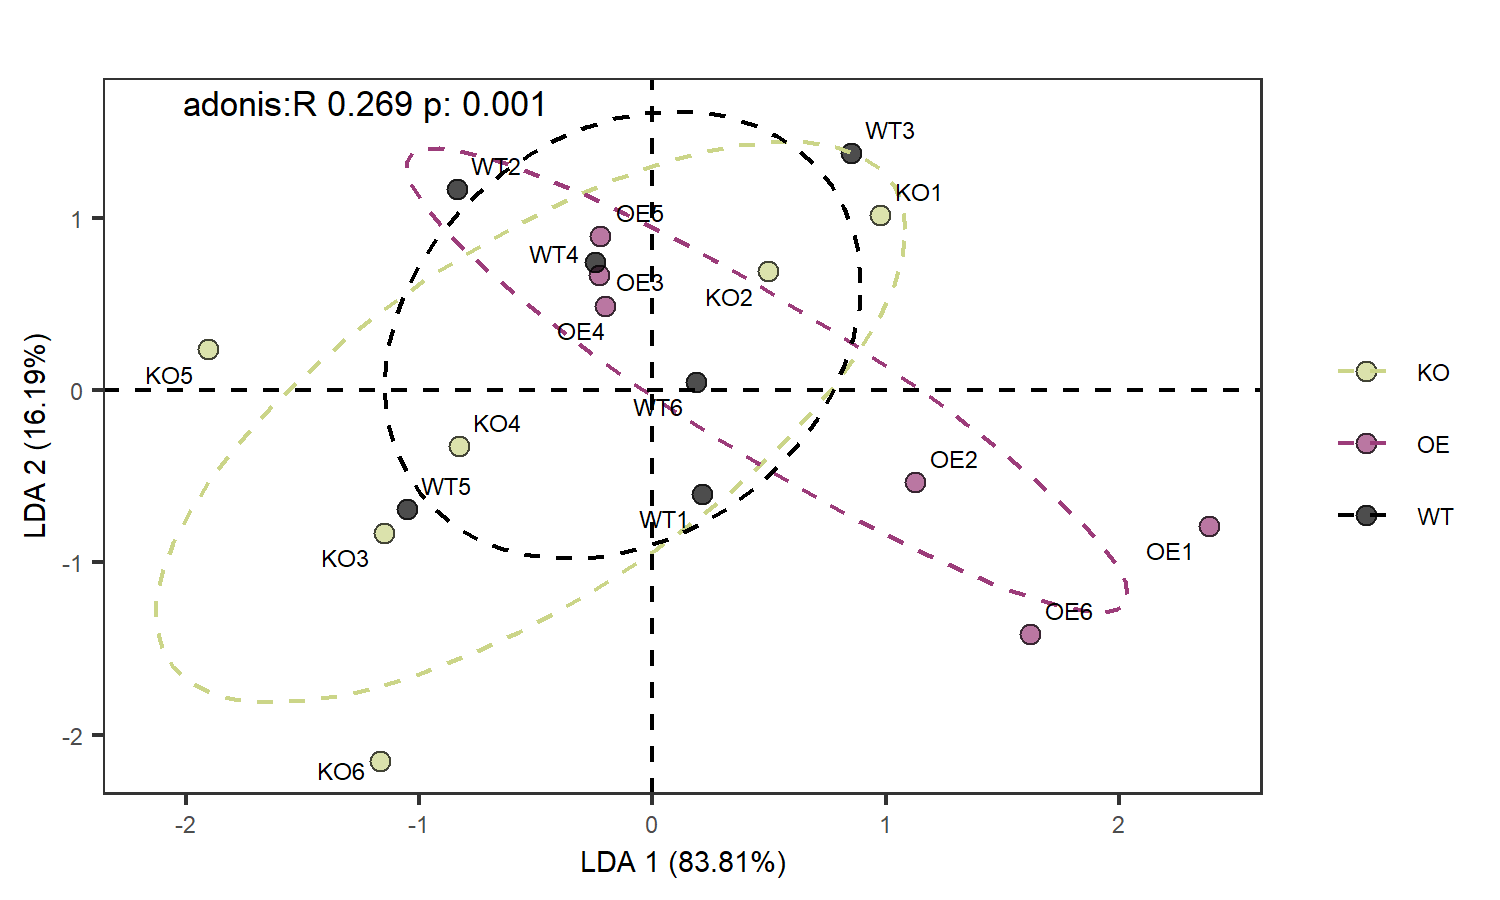 adonis:R 0.269 p: 0.001
WT3
WT2
KO1
OE5
WT4
OE3
KO2
OE4
KO5
WT6
KO4
OE2
WT5
WT1
OE1
KO3
OE6
KO6
1
0
-1
-2
LDA 2 (16.19%)
-2
-1
0
1
2
LDA 1 (83.81%)
KO
OE
WT